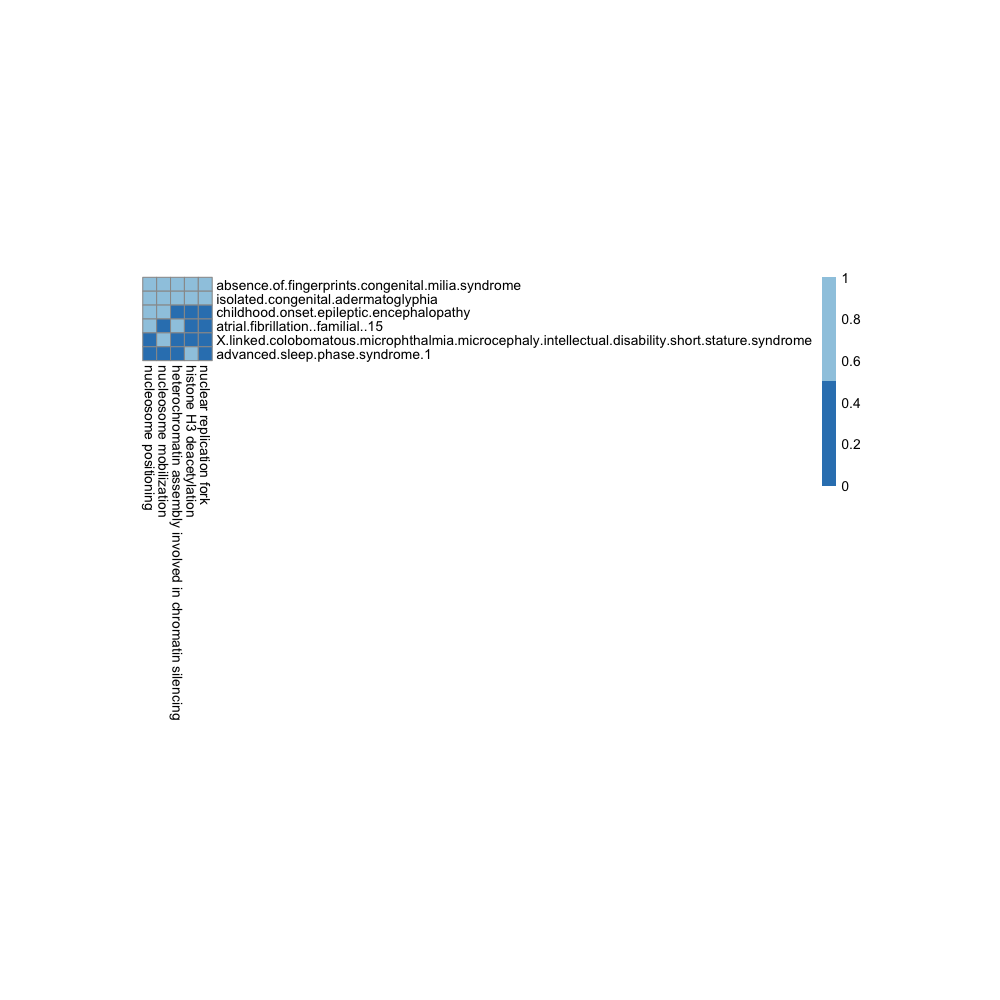 absence.of.fingerprints.congenital.milia.syndrome
isolated.congenital.adermatoglyphia
childhood.onset.epileptic.encephalopathy
atrial.fibrillation..familial..15
X.linked.colobomatous.microphthalmia.microcephaly.intellectual.disability.short.stature.syndrome
advanced.sleep.phase.syndrome.1
nucleosome positioning
nucleosome mobilization
heterochromatin assembly involved in chromatin silencing
histone H3 deacetylation
nuclear replication fork
1
0.8
0.6
0.4
0.2
0